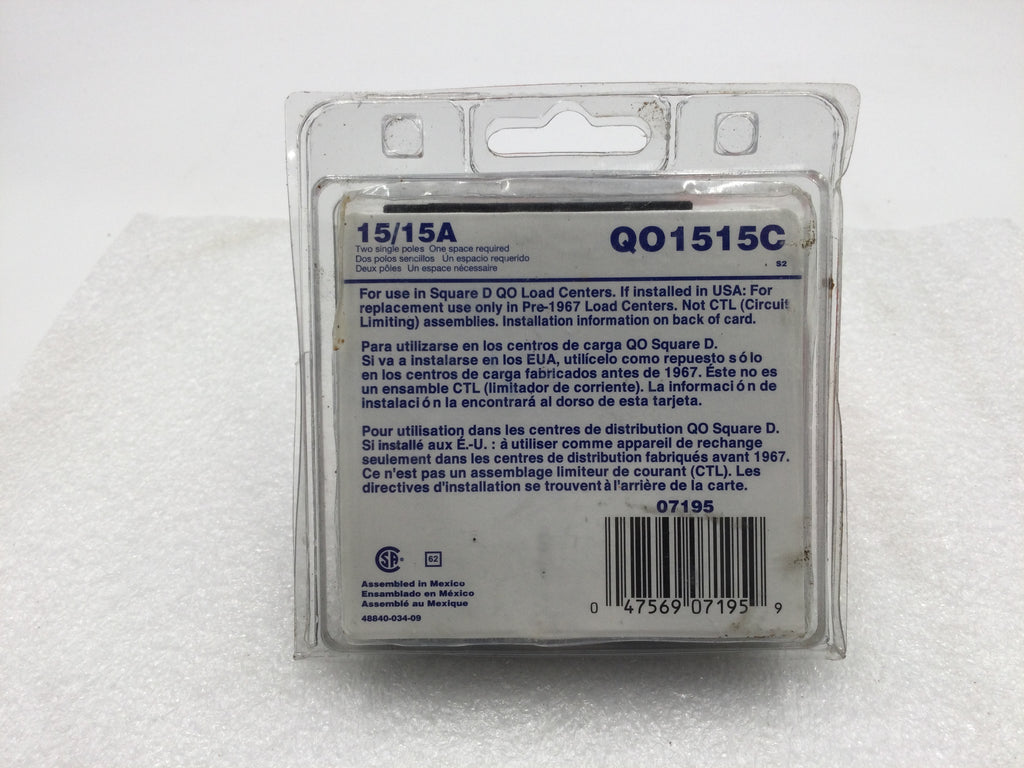 15/15A
QO1515C
Two single poles One space required
Dos polos sencillos Un espacio requerido
Deux pôles Un espace nécessaire
S2
For use in Square D QO Load Centers. If installed in USA: For
replacement use only in Pre-1967 Load Centers. Not CTL (Circuit
Limiting) assemblies. Installation information on back of card.
Para utilizarse en los centros de carga QO Square D.
Si va a instalarse en los EUA, utilícelo como repuesto sólo
en los centros de carga fabricados antes de 1967. Éste no es
un ensamble CTL (limitador de corriente). La información de
instalación la encontrará al dorso de esta tarjeta.
Pour utilisation dans les centres de distribution QO Square D.
Si installé aux É.-U. : à utiliser comme appareil de rechange
seulement dans les centres de distribution fabriqués avant 1967.
Ce n'est pas un assemblage limiteur de courant (CTL). Les
directives d'installation se trouvent à l'arrière de la carte.
07195
SA
62
Assembled in Mexico
Ensamblado en México
Assemblé au Mexique
48840-034-09
0 47569 07195 9